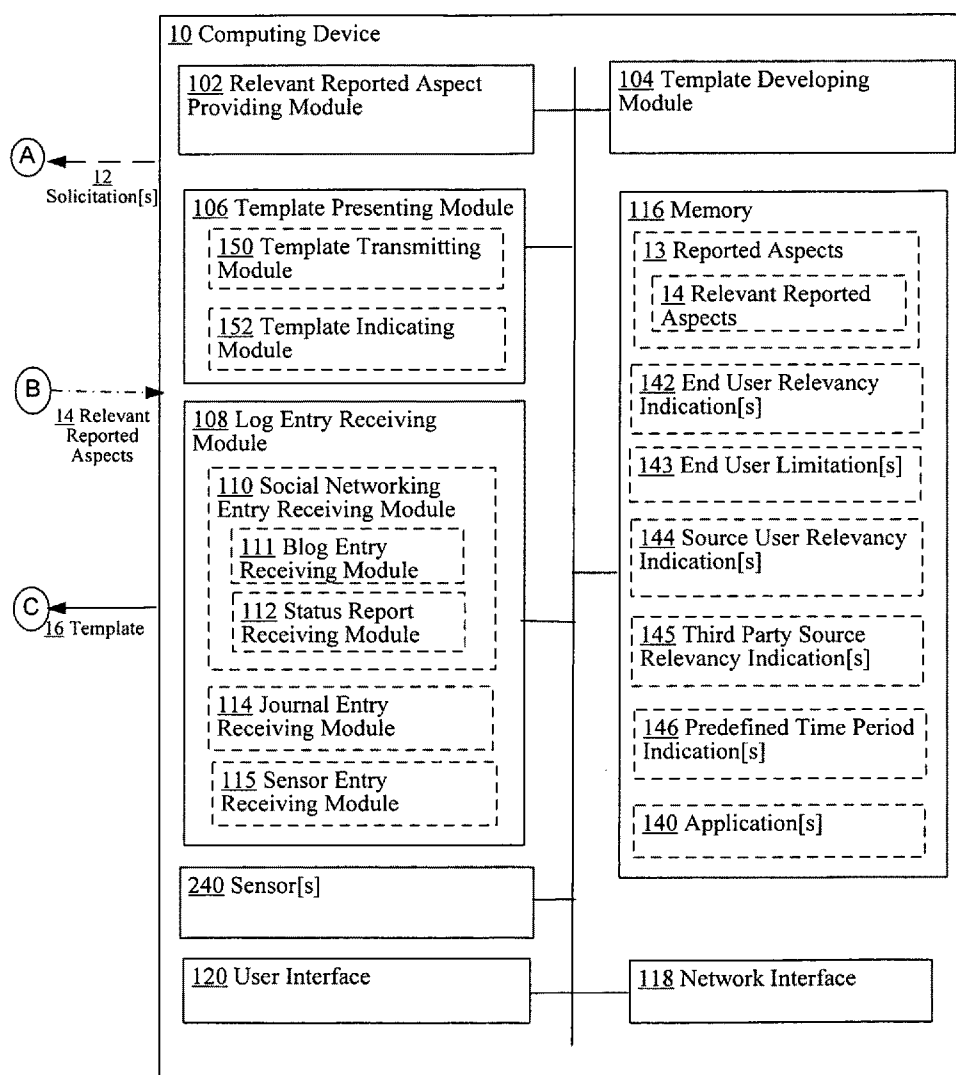 10 Computing Device
102 Relevant Reported Aspect
Providing Module
104 Template Developing
Module
A
12
Solicitation[s]
106 Template Presenting Module
150 Template Transmitting
Module
152 Template Indicating
Module
116 Memory
13 Reported Aspects
14 Relevant Reported
Aspects
B
14 Relevant
Reported
Aspects
142 End User Relevancy
Indication[s]
108 Log Entry Receiving
Module
143 End User Limitation[s]
110 Social Networking
Entry Receiving Module
111 Blog Entry
Receiving Module
112 Status Report
Receiving Module
144 Source User Relevancy
Indication[s]
C
16 Template
145 Third Party Source
Relevancy Indication[s]
114 Journal Entry
Receiving Module
146 Predefined Time Period
Indication[s]
115 Sensor Entry
Receiving Module
140 Application[s]
240 Sensor[s]
120 User Interface
118 Network Interface